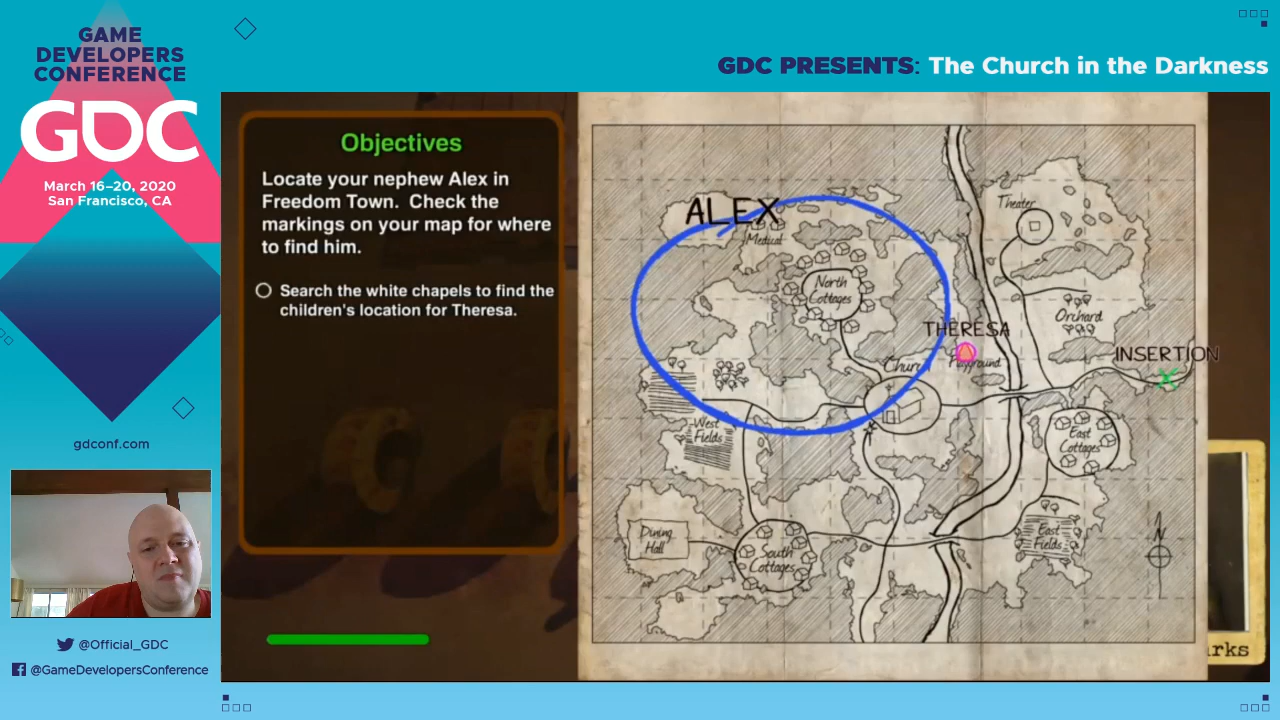 GAME
DEVELOPERS
CONFERENCE
GDC
March 16-20, 2020
San Francisco, CA
gdconf.com
@Official_GDC
@GameDevelopersConference
GDC PRESENTS: The Church in the Darkness
Objectives
Locate your nephew Alex in
Freedom Town. Check the
markings on your map for where
to find him.
Search the white chapels to find the
children's location for Theresa.
ALEX
Medical
Theater
North
Cottages
Orchard
THERESA
Playground
INSERTION
Church
West
Fields
East
Cottages
Dining
Hall
South
Cottages
East
Fields
N
arks